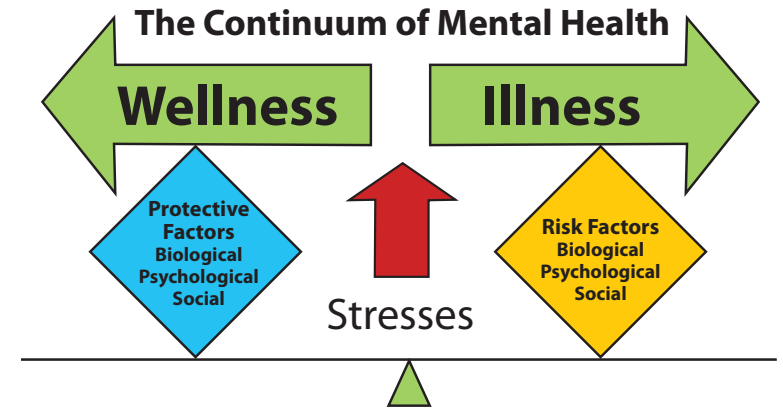 The Continuum of Mental Health
Wellness
Illness
Protective
Factors
Biological
Psychological
Social
Stresses
Risk Factors
Biological
Psychological
Social